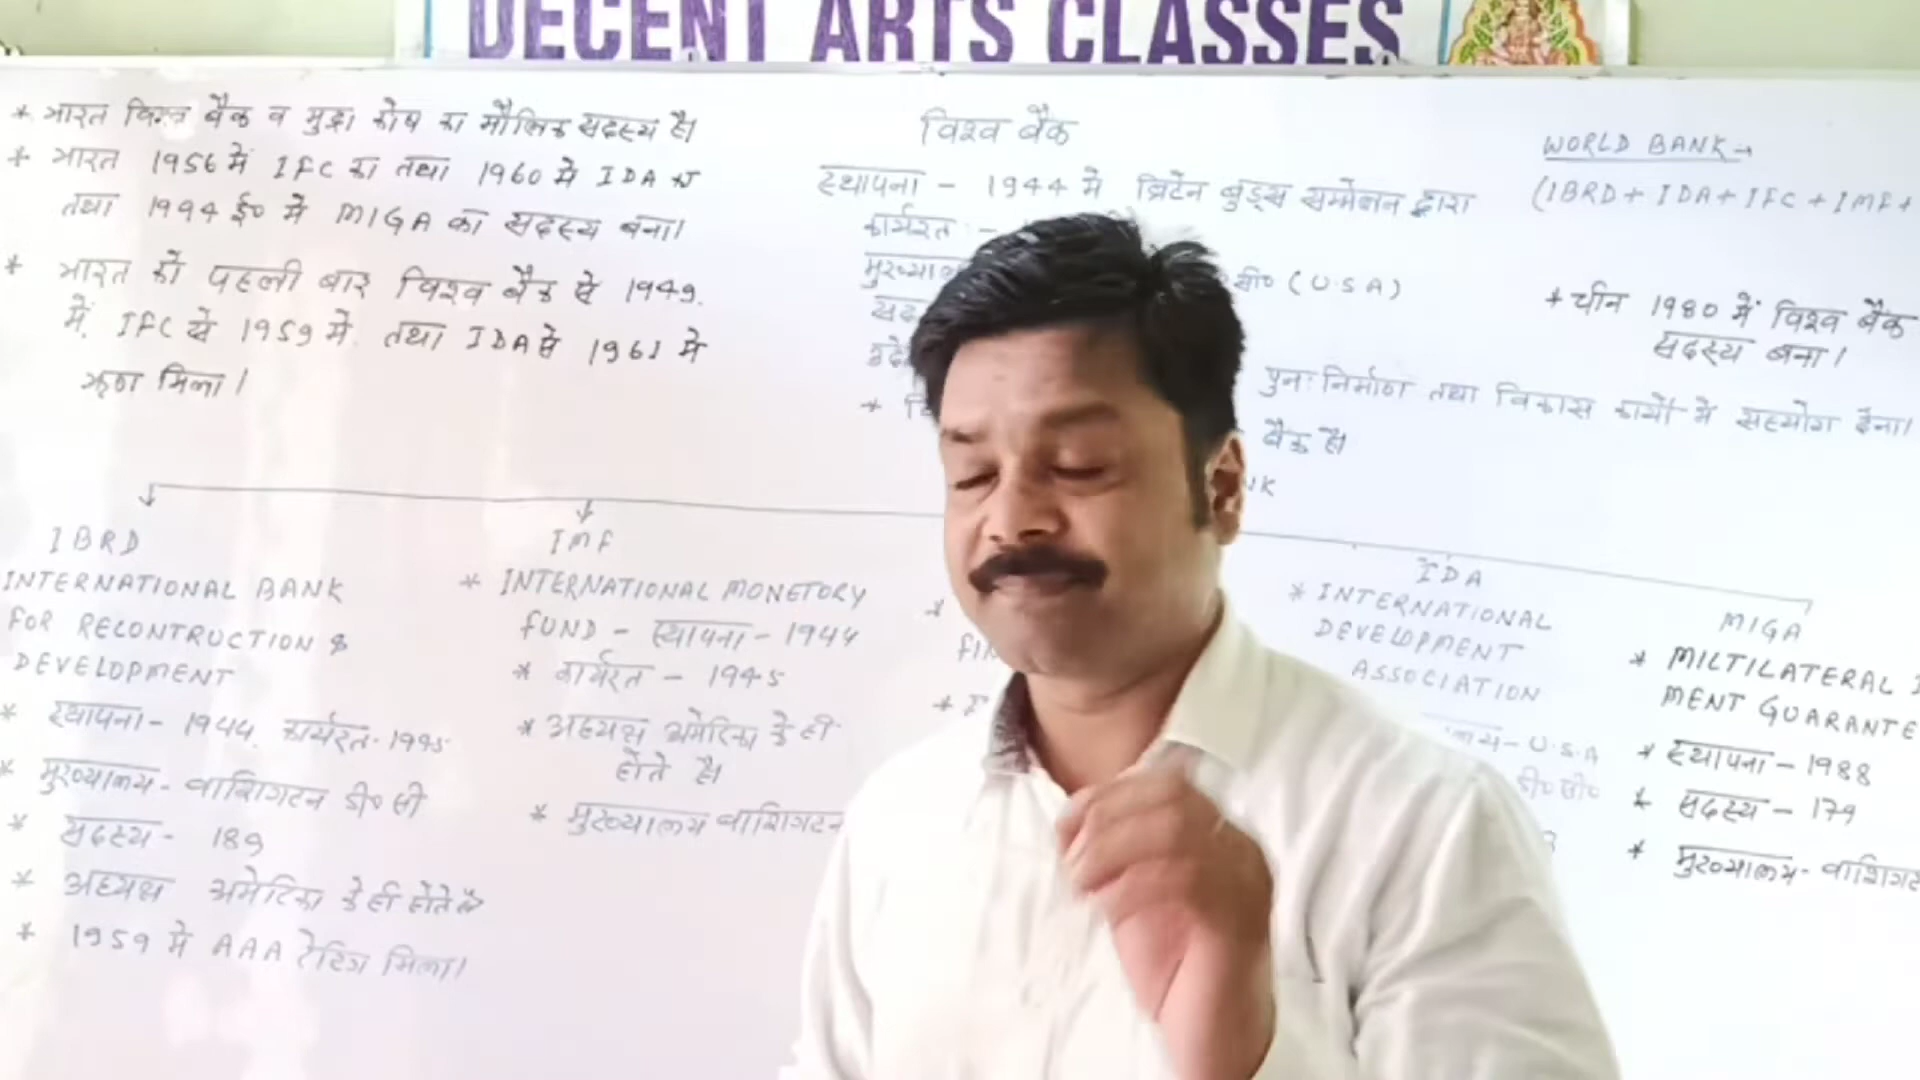 DECENT ARTS CLASSES
* भारत विश्व बैंक व मुद्रा कोष का मौलिक सदस्य है।
* भारत 1956 में IFC का तथा 1960 में IDA का
तथा 1994 ई० में MIGA का सदस्य बना।
* भारत को पहली बार विश्व बैंक से 1949.
में. IFC से 1959 में. तथा IDA से 1961 में
ऋण मिला।
विश्व बैंक
स्थापना - 1944 में ब्रिटेन वुड्स सम्मेलन द्वारा
कार्यरत -
सी० (U.S.A)
पुनः निर्माण तथा विकास कार्यों में सहयोग देना।
बैंक है।
WORLD BANK→
(IBRD + IDA + IFC + IMF +
* चीन 1980 में विश्व बैंक
सदस्य बना।
IBRD
INTERNATIONAL BANK
FOR RECONTRUCTION &
DEVELOPMENT
* स्थापना - 1944. कार्यरत - 1945
* मुख्यालय - वाशिंगटन डी० सी
* सदस्य - 189
* अध्यक्ष अमेरिका के ही होते है
* 1959 में AAA रेटिंग मिला।
IMF
* INTERNATIONAL MONETORY
FUND - स्थापना - 1944
* कार्यरत - 1945
* अध्यक्ष अमेरिका के ही
होते है।
* मुख्यालय वाशिंगटन
IDA
* INTERNATIONAL
DEVELOPMENT
ASSOCIATION
U.S.A
डी० सी०
MIGA
* MILTILATERAL
MENT GUARANTE
* स्थापना - 1988
* सदस्य - 179
* मुख्यालय - वाशिंगट